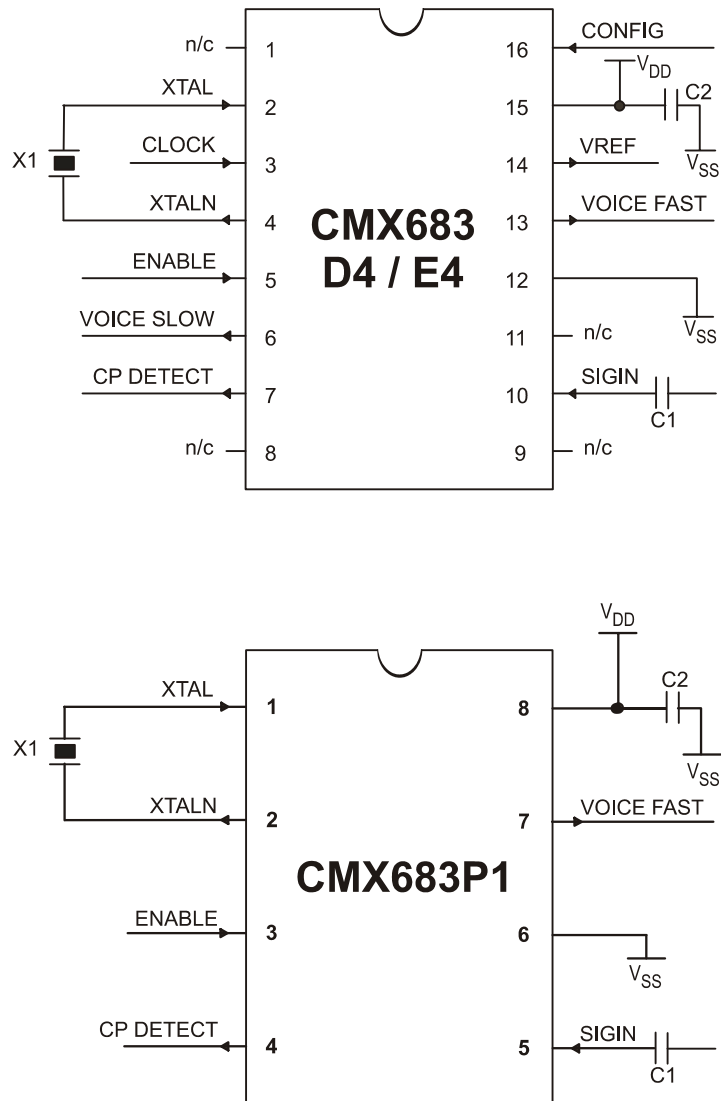 n/c 1 16 CONFIG
VDD
XTAL 2 15 C2
X1 CLOCK 3 14 VREF VSS
XTALN 4 13 VOICE FAST
CMX683
D4 / E4
ENABLE 5 12
VOICE SLOW 6 11 n/c VSS
CP DETECT 7 10 SIGIN
C1
n/c 8 9 n/c
VDD
XTAL 1 8 C2
X1
VSS
XTALN 2 7 VOICE FAST
CMX683P1
ENABLE 3 6
VSS
CP DETECT 4 5 SIGIN
C1